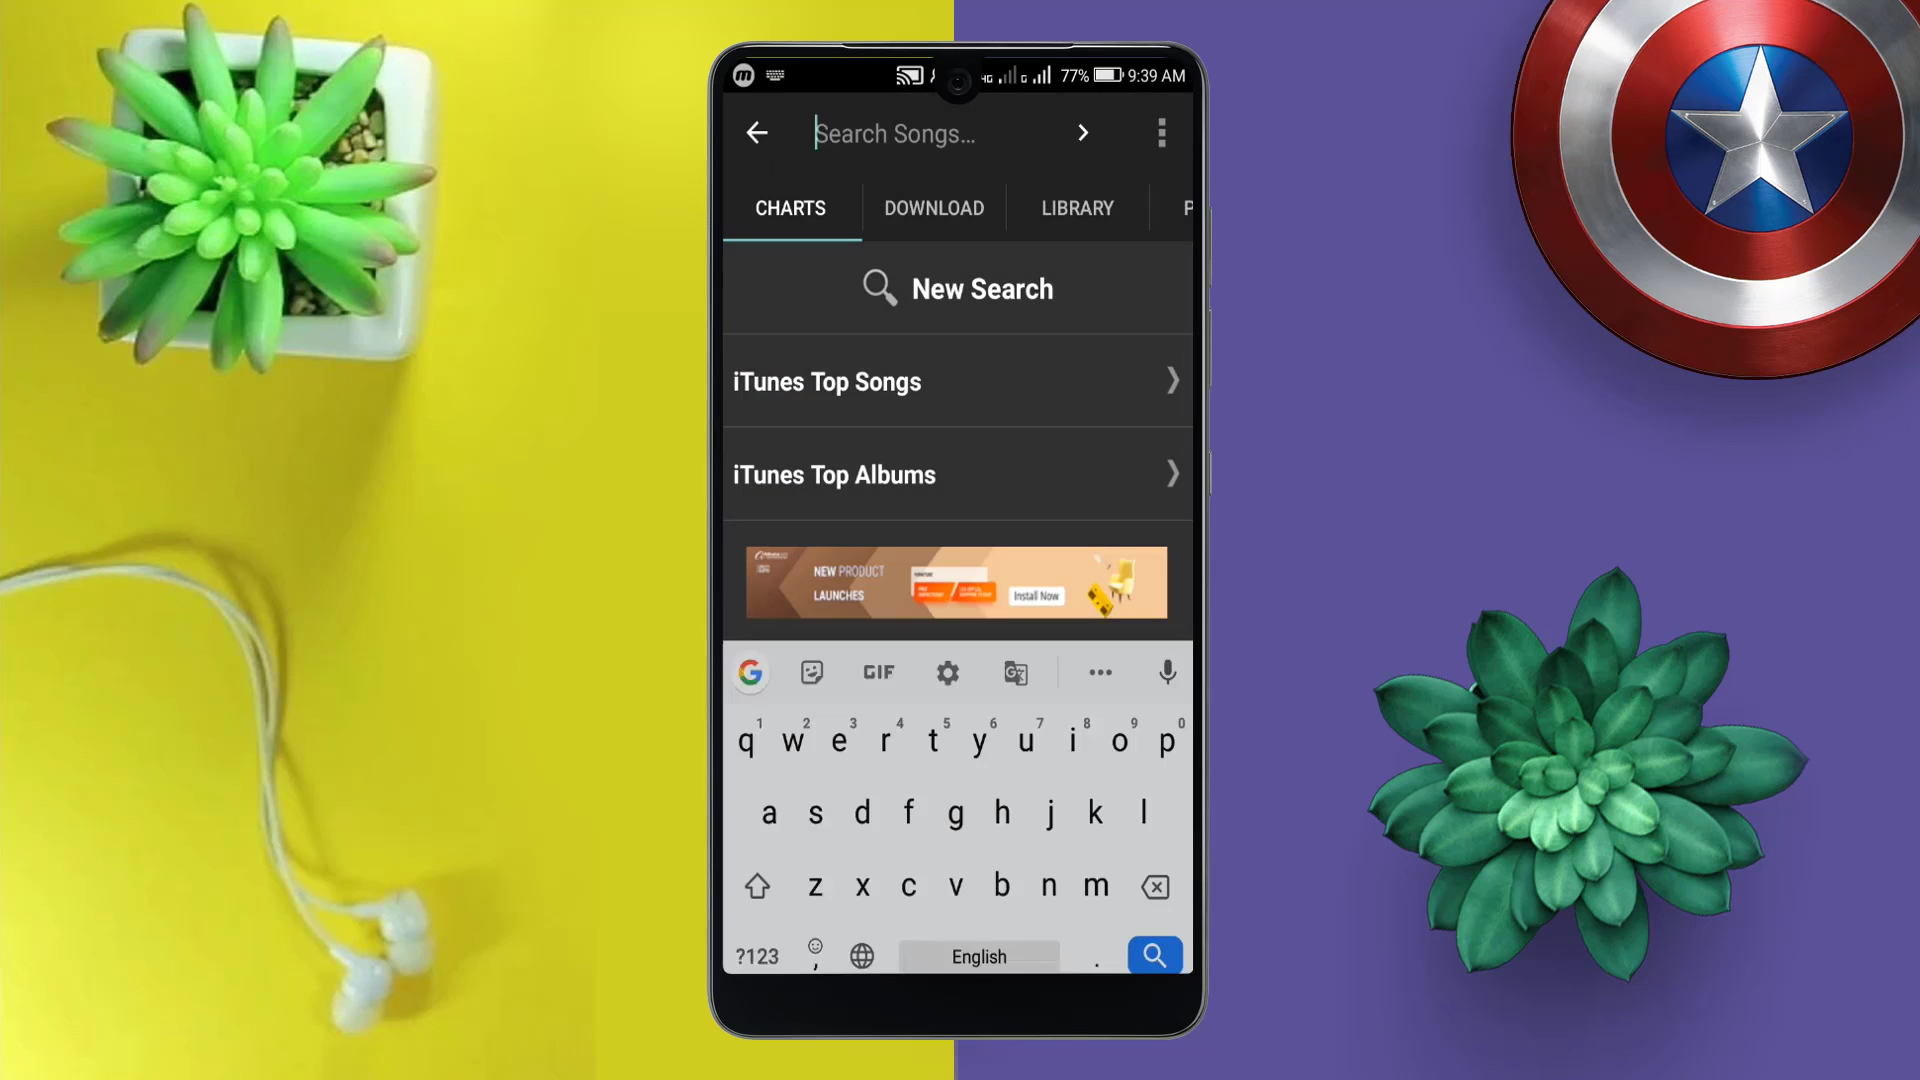 77% 9:39 AM
Search Songs...
CHARTS DOWNLOAD LIBRARY P
New Search
iTunes Top Songs
iTunes Top Albums
NEW PRODUCT
LAUNCHES
Install Now
G GIF
1 2 3 4 5 6 7 8 9 0
q w e r t y u i o p
a s d f g h j k l
z x c v b n m
?123 , English .